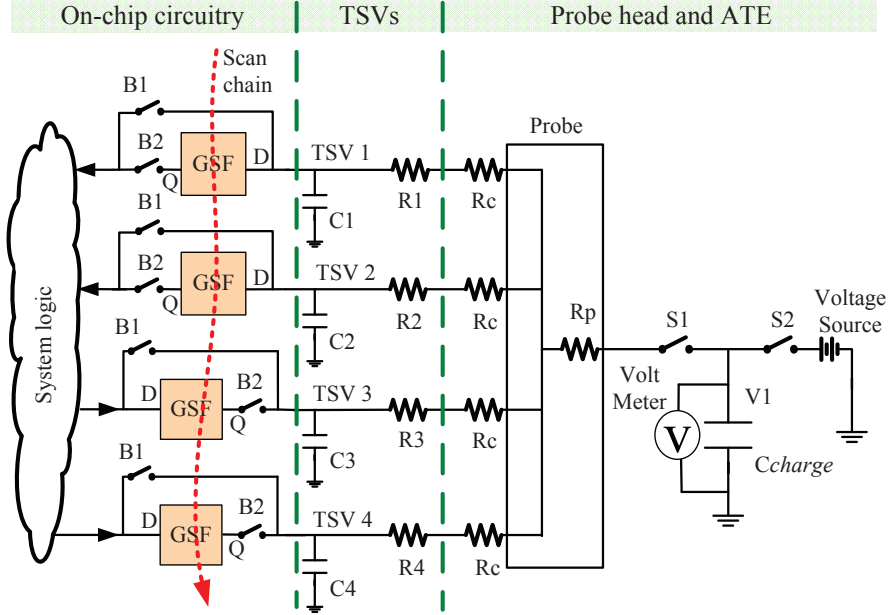 On-chip circuitry TSVs Probe head and ATE
Scan
chain
B1
B2
GSF
D
Q
TSV 1
C1
R1
Rc
Probe
B1
B2
GSF
D
Q
TSV 2
C2
R2
Rc
System logic
B1
D
GSF
B2
Q
TSV 3
C3
R3
Rc
B1
D
GSF
B2
Q
TSV 4
C4
R4
Rc
Rp
S1
S2
Voltage
Source
Volt
Meter
V
V1
Ccharge